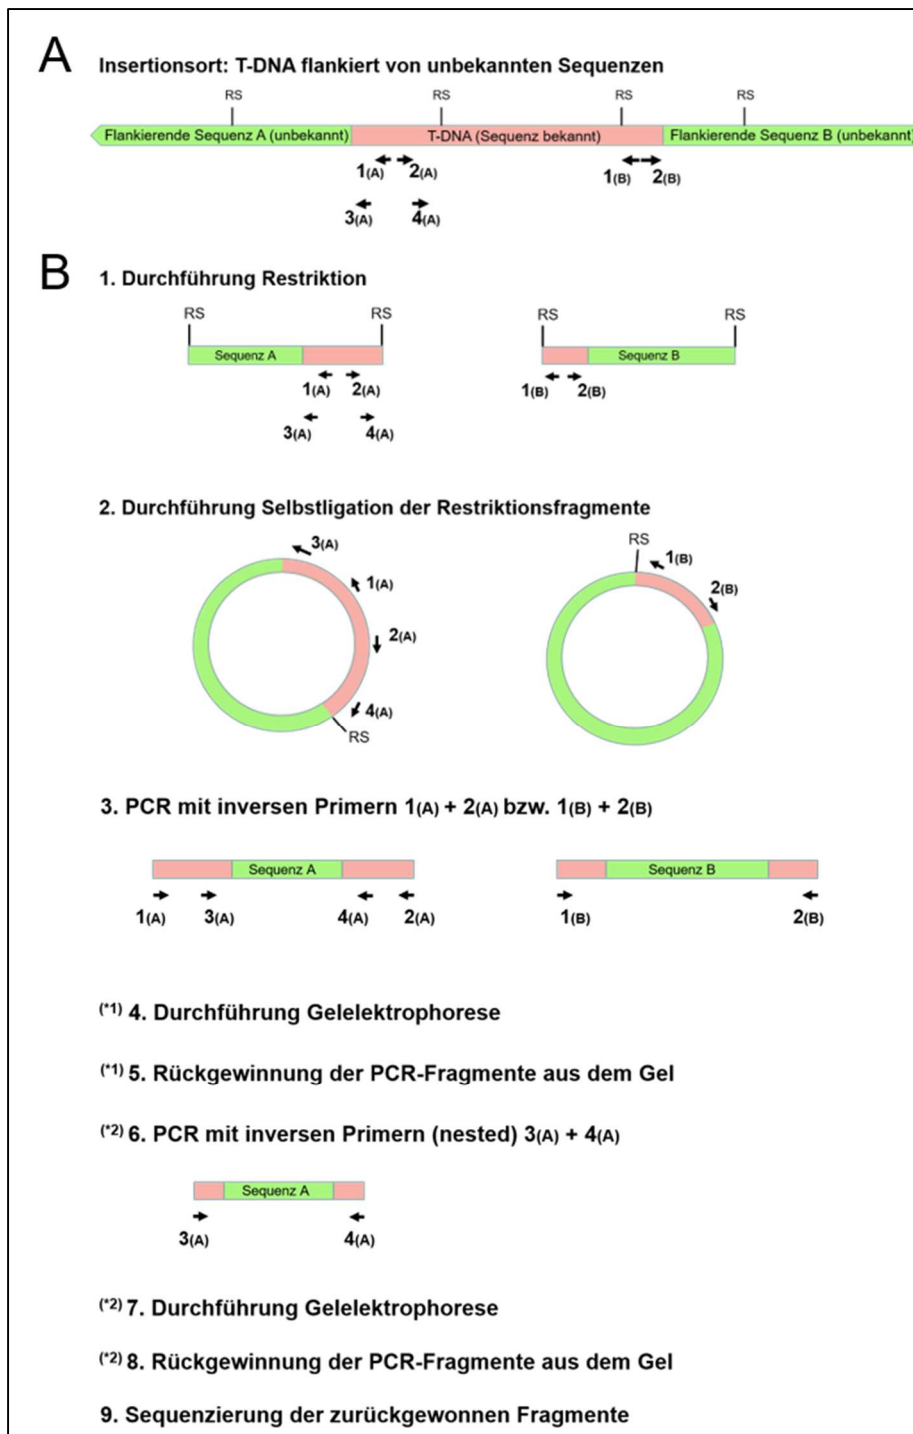 A
Insertionsort: T-DNA flankiert von unbekannten Sequenzen
RS RS RS RS
Flankierende Sequenz A (unbekannt) T-DNA (Sequenz bekannt) Flankierende Sequenz B (unbekannt)
1(A) 2(A) 1(B) 2(B)
3(A) 4(A)
B
1. Durchführung Restriktion
RS RS RS RS
Sequenz A Sequenz B
1(A) 2(A) 1(B) 2(B)
3(A) 4(A)
2. Durchführung Selbstligation der Restriktionsfragmente
3(A) RS
1(A) 1(B)
2(B)
2(A)
4(A)
RS
3. PCR mit inversen Primern 1(A) + 2(A) bzw. 1(B) + 2(B)
Sequenz A Sequenz B
1(A) 3(A) 4(A) 2(A) 1(B) 2(B)
(*1) 4. Durchführung Gelelektrophorese
(*1) 5. Rückgewinnung der PCR-Fragmente aus dem Gel
(*2) 6. PCR mit inversen Primern (nested) 3(A) + 4(A)
Sequenz A
3(A) 4(A)
(*2) 7. Durchführung Gelelektrophorese
(*2) 8. Rückgewinnung der PCR-Fragmente aus dem Gel
9. Sequenzierung der zurückgewonnen Fragmente